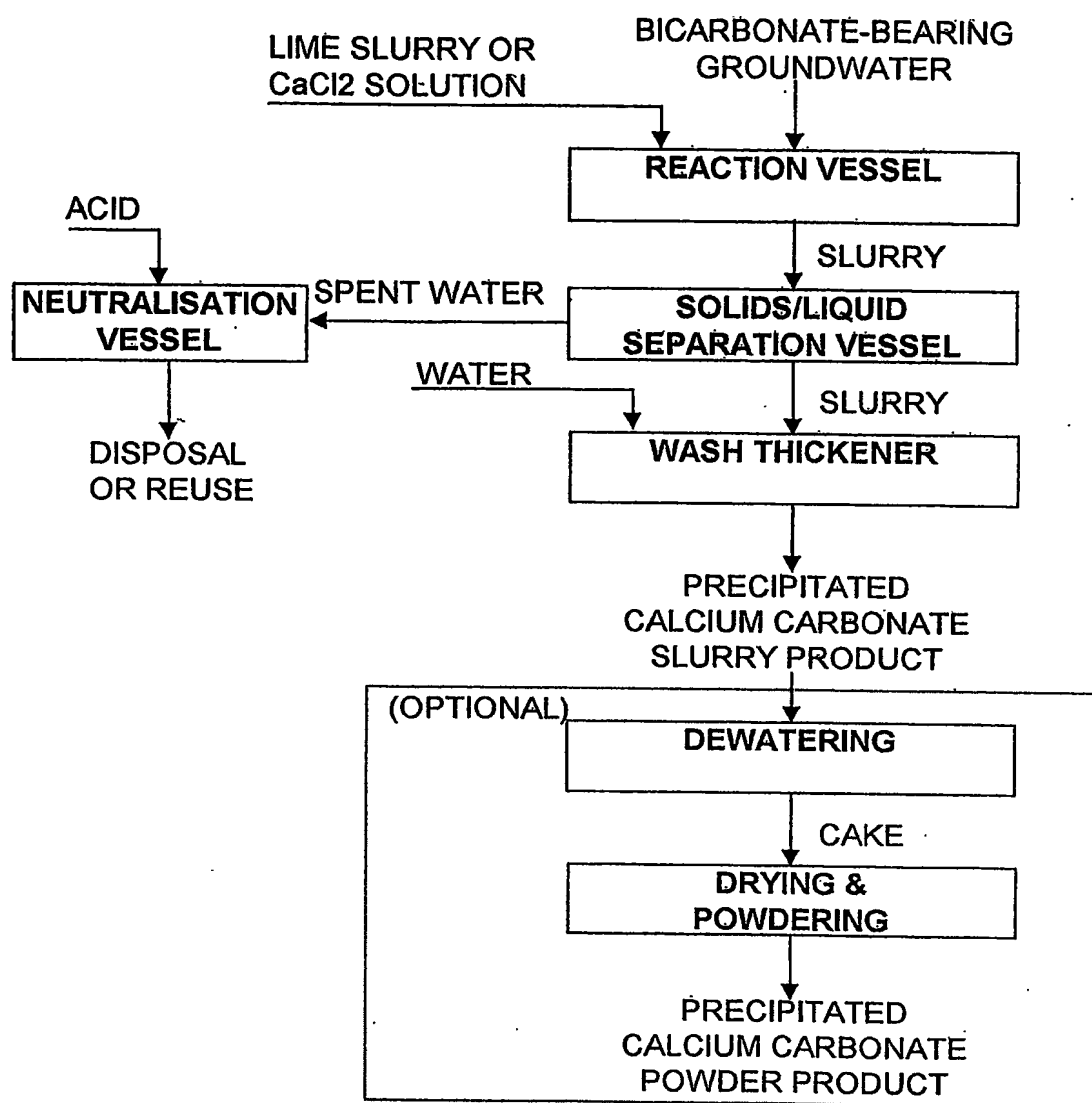 LIME SLURRY OR
CaCl2 SOLUTION
BICARBONATE-BEARING
GROUNDWATER
REACTION VESSEL
ACID
SLURRY
NEUTRALISATION
VESSEL
SPENT WATER
SOLIDS/LIQUID
SEPARATION VESSEL
WATER
SLURRY
WASH THICKENER
DISPOSAL
OR REUSE
PRECIPITATED
CALCIUM CARBONATE
SLURRY PRODUCT
(OPTIONAL)
DEWATERING
CAKE
DRYING &
POWDERING
PRECIPITATED
CALCIUM CARBONATE
POWDER PRODUCT